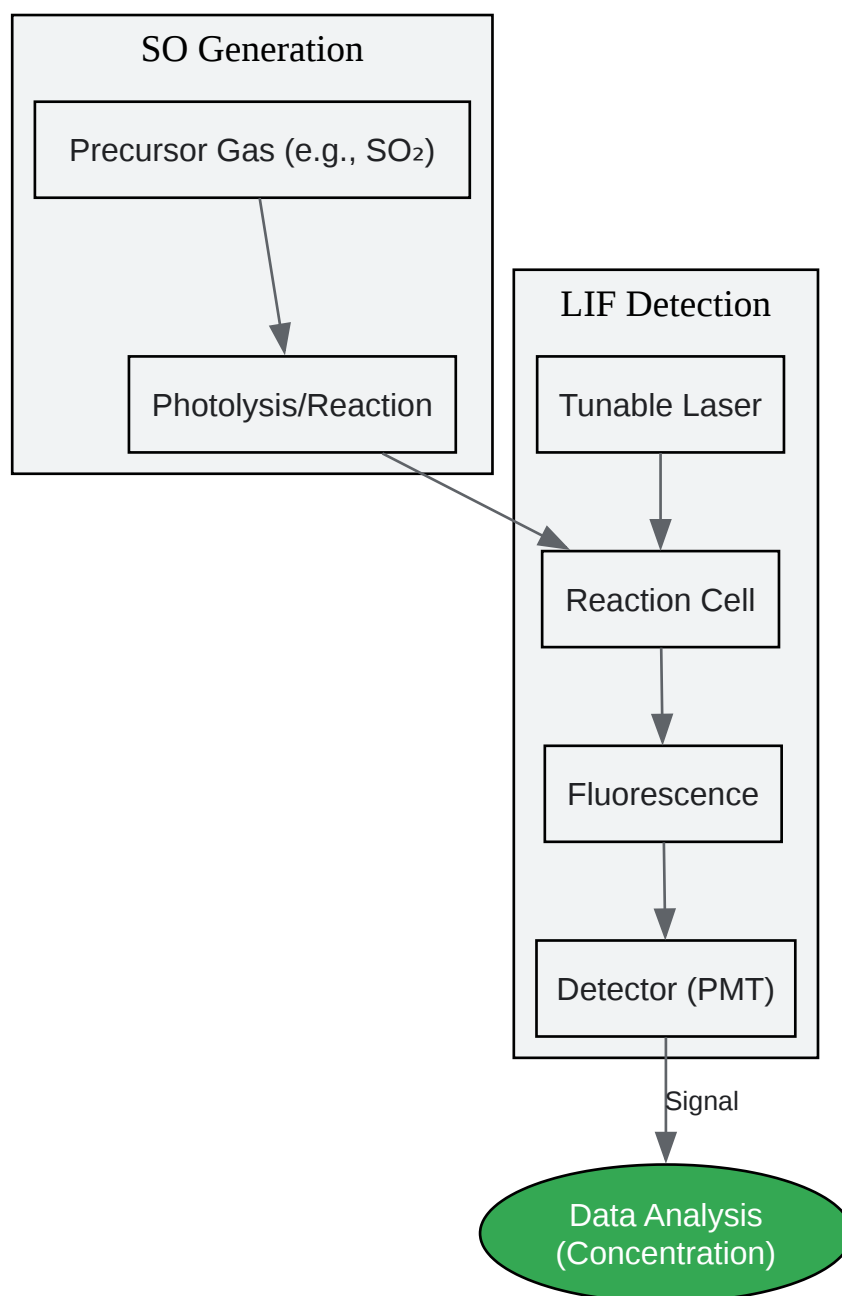 SO Generation
Precursor Gas (e.g., SO₂)
Photolysis/Reaction
LIF Detection
Tunable Laser
Reaction Cell
Fluorescence
Detector (PMT)
Signal
Data Analysis
(Concentration)